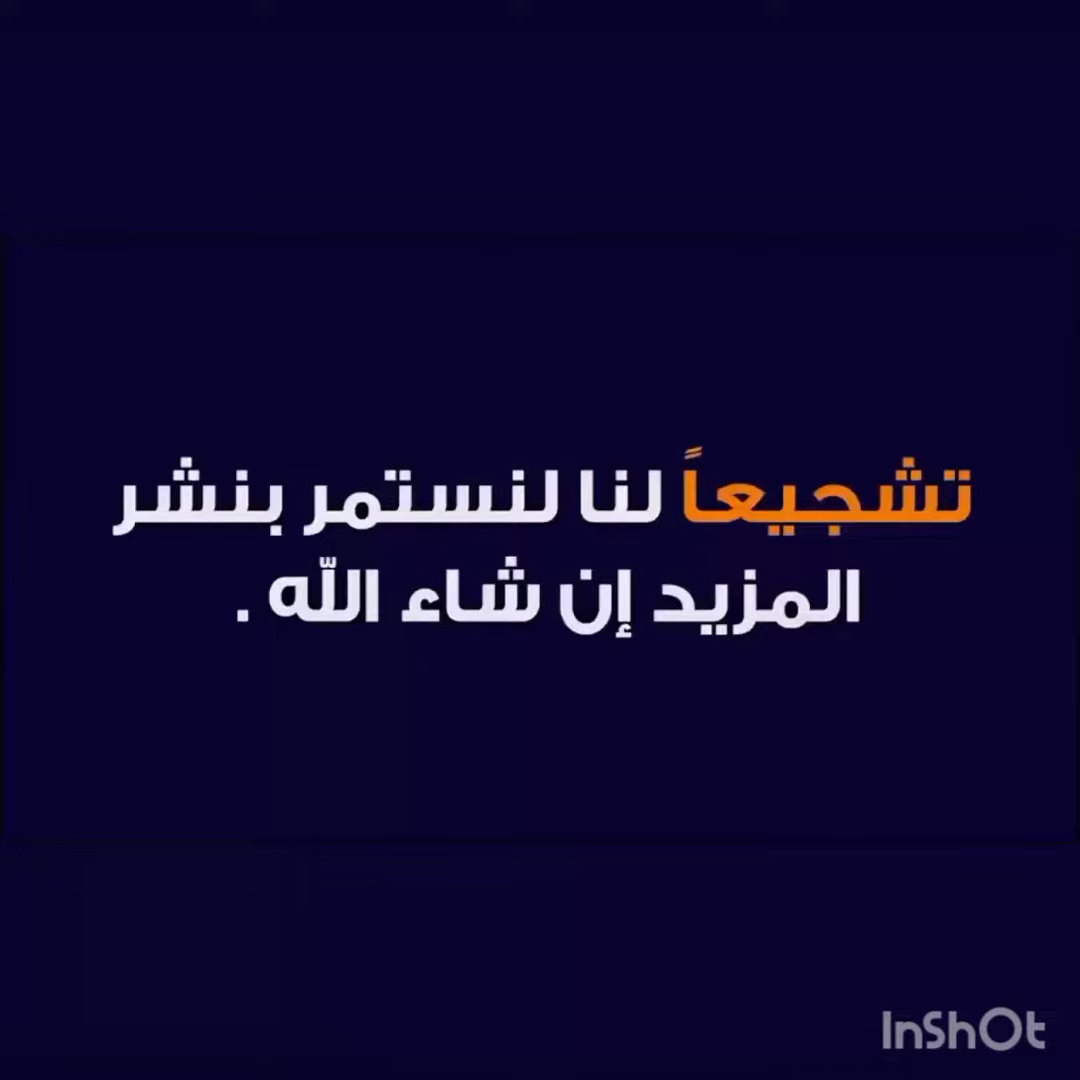 تشجيعاً لنا لنستمر بنشر
المزيد إن شاء الله .
InShOt